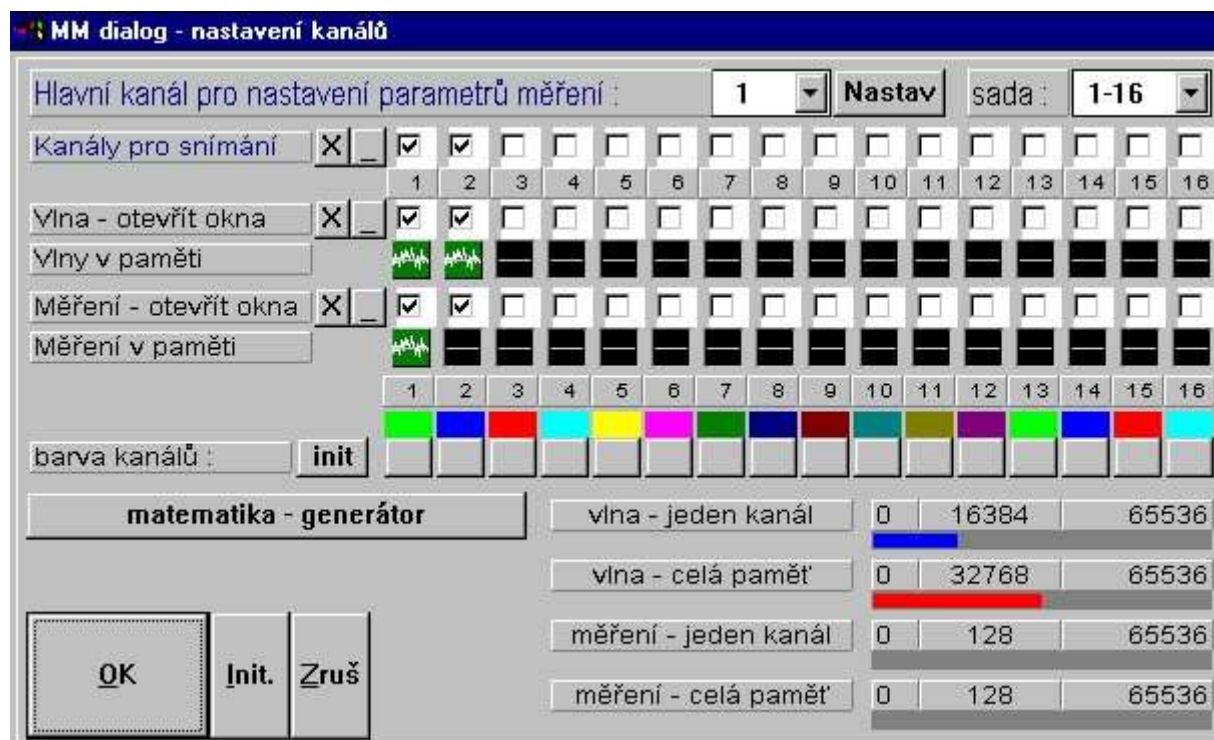 MM dialog - nastavení kanálů
Hlavní kanál pro nastavení parametrů měření : 1 Nastav sada : 1-16
Kanály pro snímání X _
1 2 3 4 5 6 7 8 9 10 11 12 13 14 15 16
Vlna - otevřít okna X _
Vlny v paměti
Měření - otevřít okna X _
Měření v paměti
1 2 3 4 5 6 7 8 9 10 11 12 13 14 15 16
barva kanálů : init
matematika - generátor
vlna - jeden kanál 0 16384 65536
vlna - celá paměť 0 32768 65536
měření - jeden kanál 0 128 65536
měření - celá paměť 0 128 65536
OK Init. Zruš